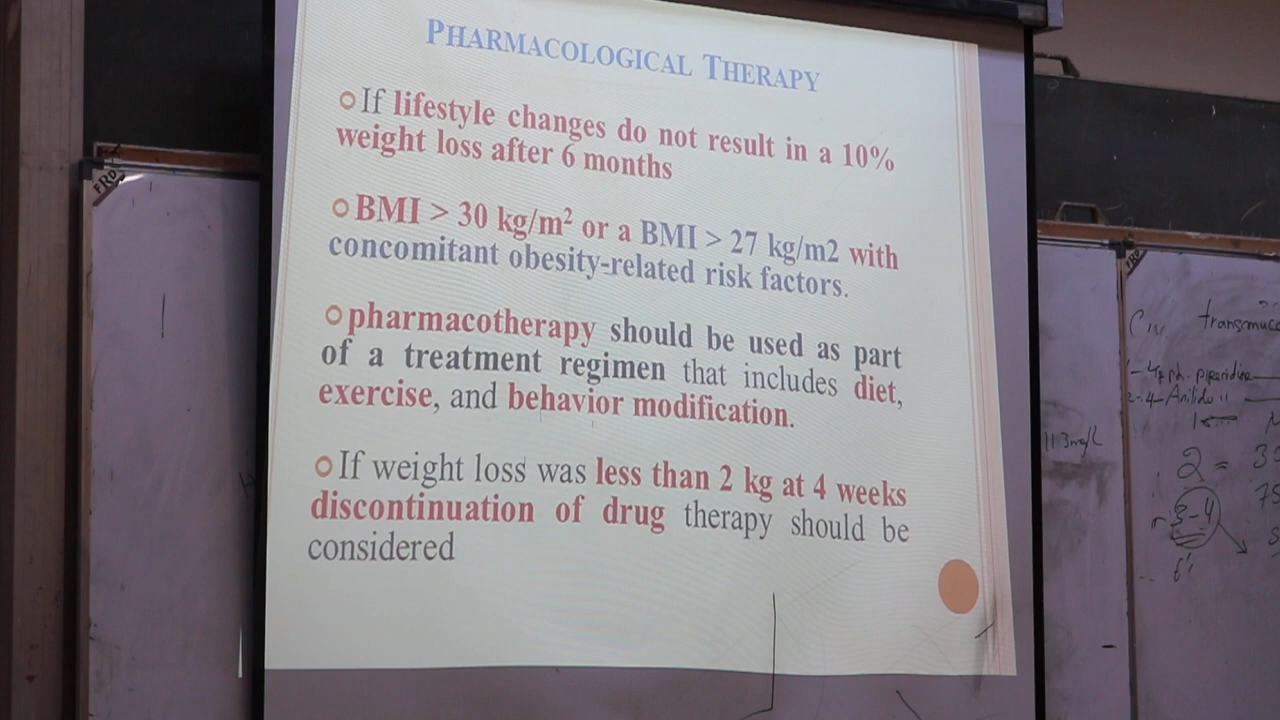 PHARMACOLOGICAL THERAPY
If lifestyle changes do not result in a 10%
weight loss after 6 months
BMI > 30 kg/m² or a BMI > 27 kg/m2 with
concomitant obesity-related risk factors.
pharmacotherapy should be used as part
of a treatment regimen that includes diet,
exercise, and behavior modification.
If weight loss was less than 2 kg at 4 weeks
discontinuation of drug therapy should be
considered
FRD
2 =
3-4